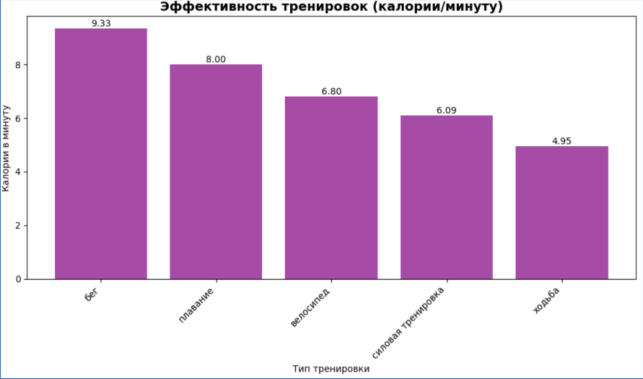 Эффективность тренировок (калории/минуту)
9.33
8.00
6.80
6.09
4.95
Калории в минуту
8
6
4
2
0
бег
плавание
велосипед
силовая тренировка
ходьба
Тип тренировки